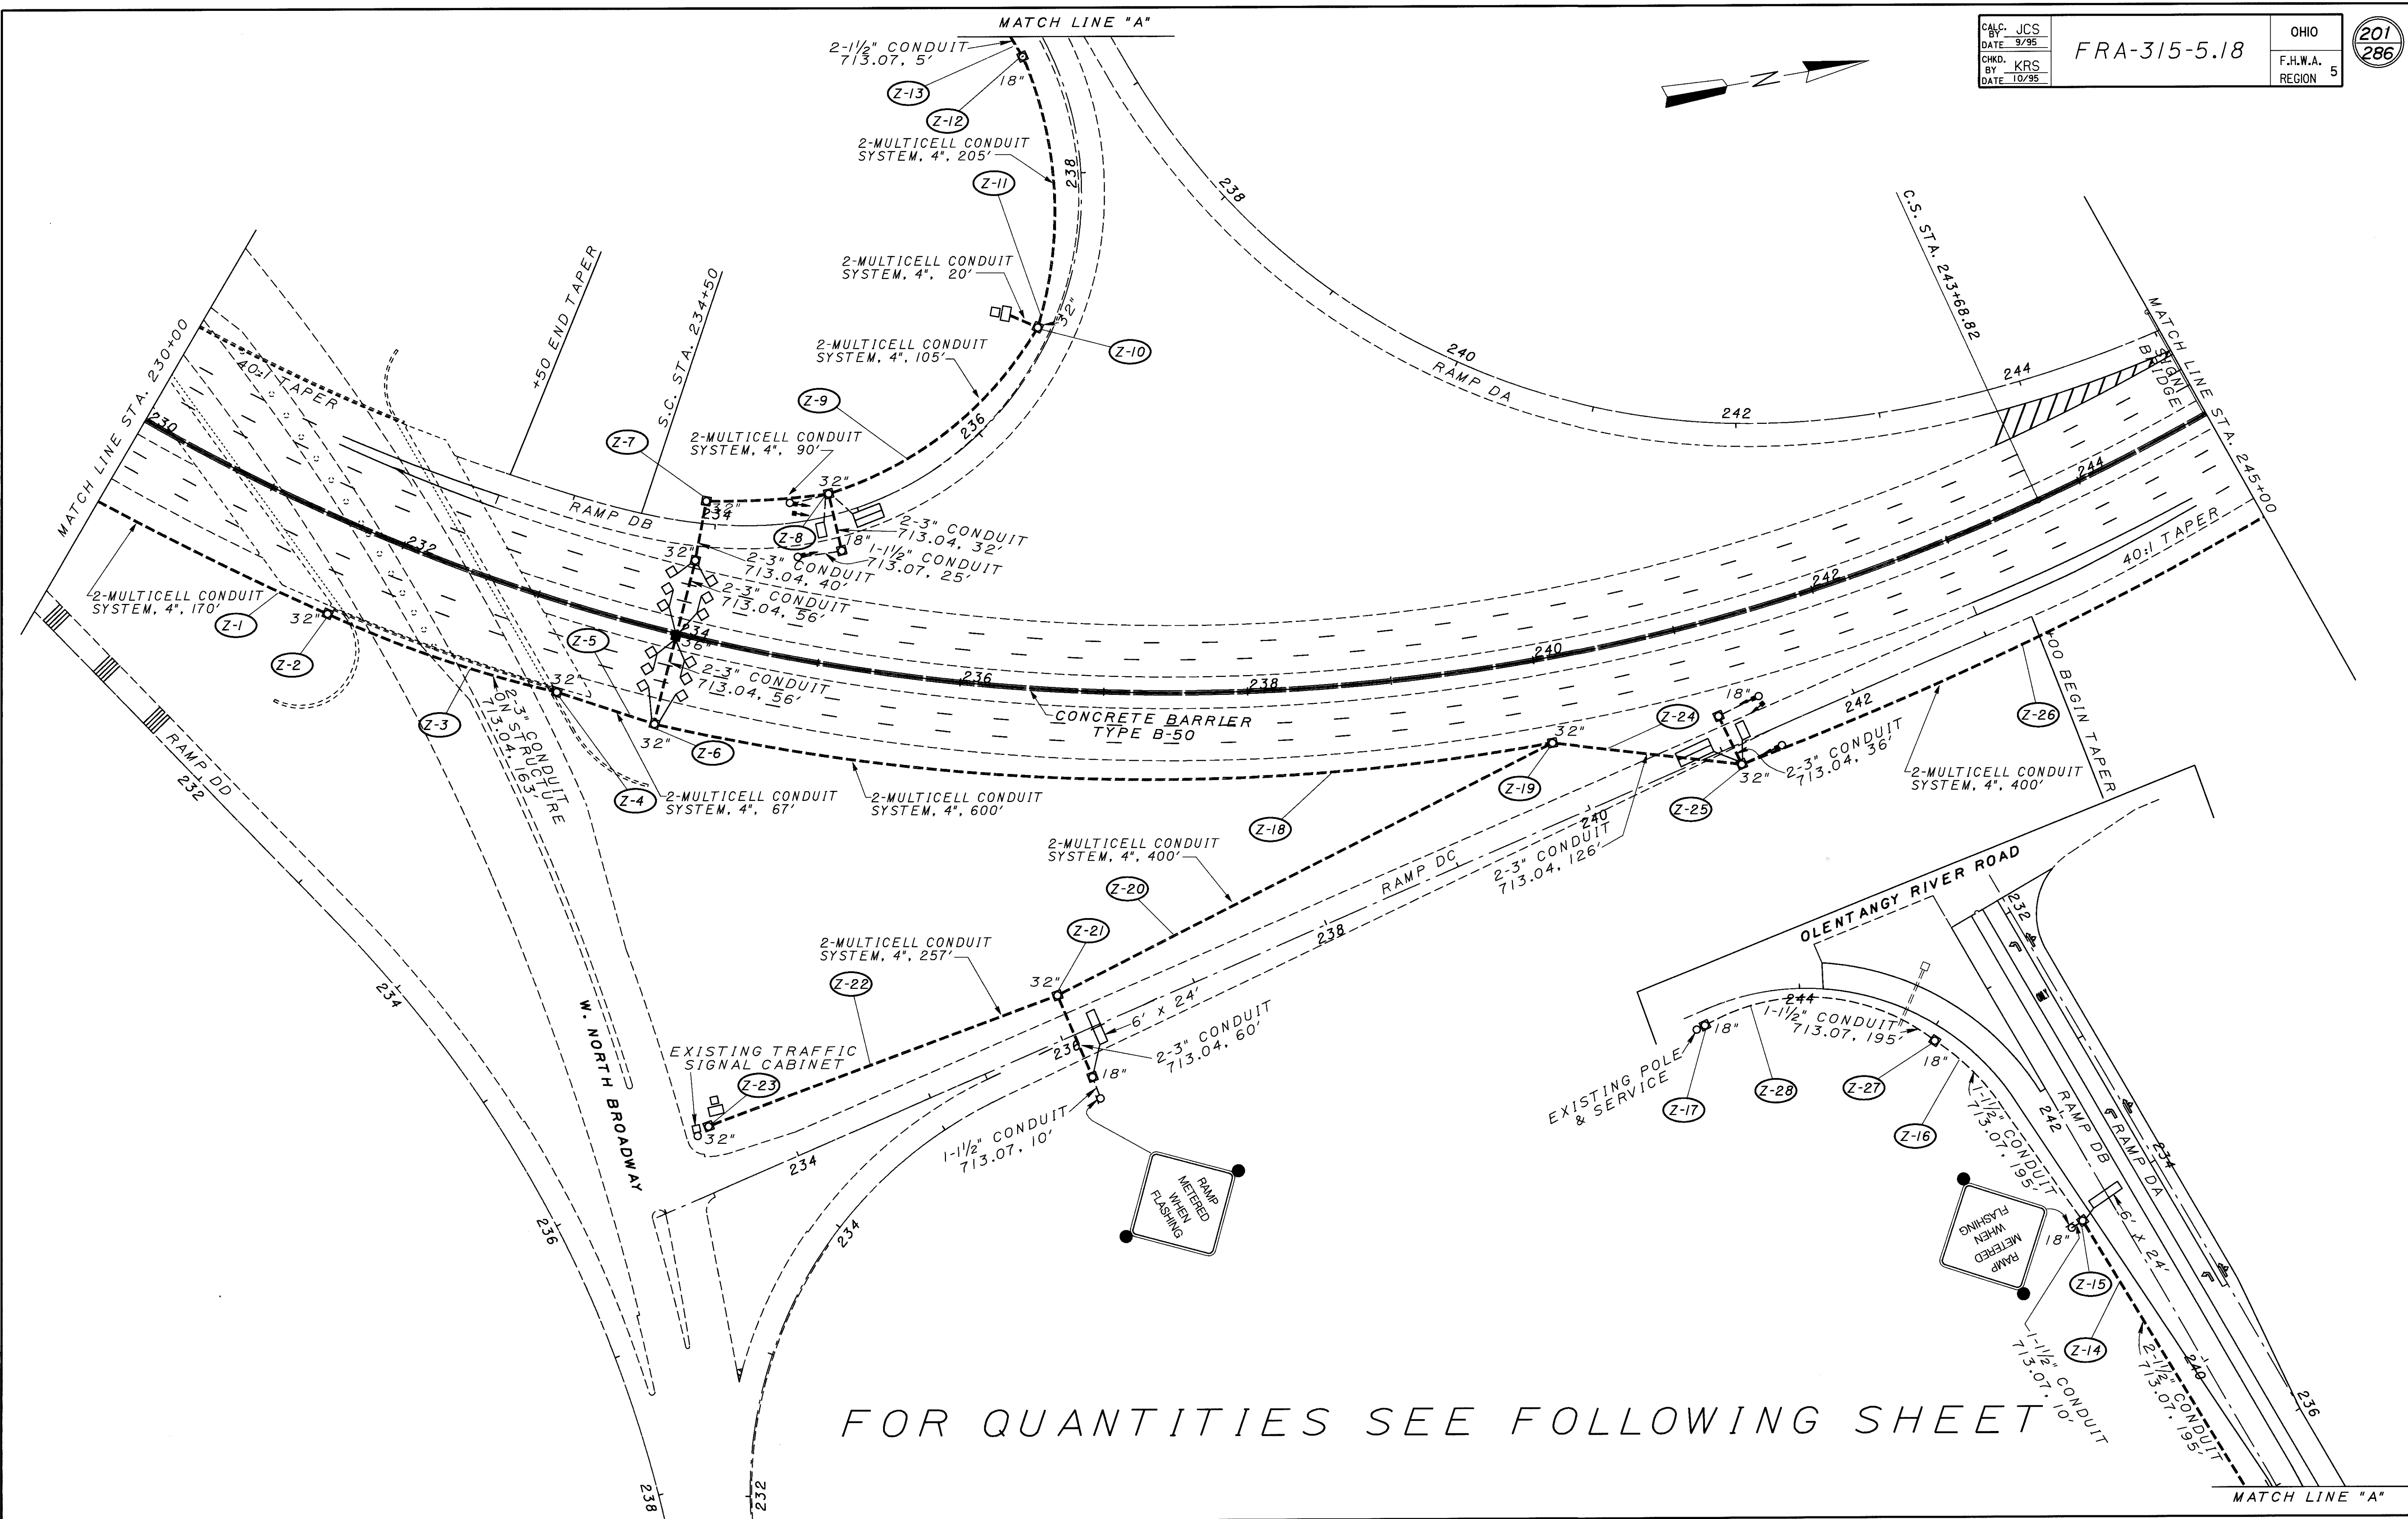 MATCH LINE "A"
CALC. BY JCS
DATE 9/95
CHKD. BY KRS
DATE 10/95
FRA-315-5.18
OHIO
F.H.W.A. REGION 5
201
286
2-1½" CONDUIT
713.07, 5'
Z-13
18"
Z-12
2-MULTICELL CONDUIT
SYSTEM, 4", 205'
Z-11
238
238
N
2-MULTICELL CONDUIT
SYSTEM, 4", 20'
32"
Z-10
2-MULTICELL CONDUIT
SYSTEM, 4", 105'
Z-9
236
MATCH LINE STA. 230+00
40:1 TAPER
+50 END TAPER
S.C. STA. 234+50
C.S. STA. 243+68.82
MATCH LINE STA. 245+00
SIGN
BRIDGE
240
RAMP DA
242
244
230
Z-7
2-MULTICELL CONDUIT
SYSTEM, 4", 90'
32"
32"
234
RAMP DB
Z-8
18"
2-3" CONDUIT
713.04, 32'
1-1½" CONDUIT
713.07, 25'
32"
2-3" CONDUIT
713.04, 40'
2-3" CONDUIT
713.04, 56'
232
244
242
40:1 TAPER
2-MULTICELL CONDUIT
SYSTEM, 4", 170'
Z-1
32"
Z-2
Z-5
234
36"
2-3" CONDUIT
713.04, 56'
236
238
240
CONCRETE BARRIER
TYPE B-50
Z-3
32"
2-3" CONDUIT
ON STRUCTURE
713.04, 163'
32"
Z-6
Z-4
2-MULTICELL CONDUIT
SYSTEM, 4", 67'
2-MULTICELL CONDUIT
SYSTEM, 4", 600'
Z-18
32"
Z-19
Z-24
18"
242
32"
Z-25
2-3" CONDUIT
713.04, 36'
Z-26
+00 BEGIN TAPER
2-MULTICELL CONDUIT
SYSTEM, 4", 400'
RAMP DD
232
2-MULTICELL CONDUIT
SYSTEM, 4", 400'
Z-20
RAMP DC
240
2-3" CONDUIT
713.04, 126'
238
2-MULTICELL CONDUIT
SYSTEM, 4", 257'
Z-21
Z-22
32"
6' x 24'
236
2-3" CONDUIT
713.04, 60'
18"
234
W. NORTH BROADWAY
EXISTING TRAFFIC
SIGNAL CABINET
Z-23
32"
1-1½" CONDUIT
713.07, 10'
234
RAMP
METERED
WHEN
FLASHING
234
236
238
232
OLENTANGY RIVER ROAD
232
ONLY
244
1-1½" CONDUIT
713.07, 195'
18"
EXISTING POLE
& SERVICE
Z-17
Z-28
Z-27
18"
Z-16
1-1½" CONDUIT
713.07, 195'
242
RAMP DB
RAMP DA
234
RAMP
METERED
WHEN
FLASHING
18"
6' x 24'
Z-15
Z-14
1-1½" CONDUIT
713.07, 10'
2-1½" CONDUIT
713.07, 195'
240
236
FOR QUANTITIES SEE FOLLOWING SHEET
MATCH LINE "A"